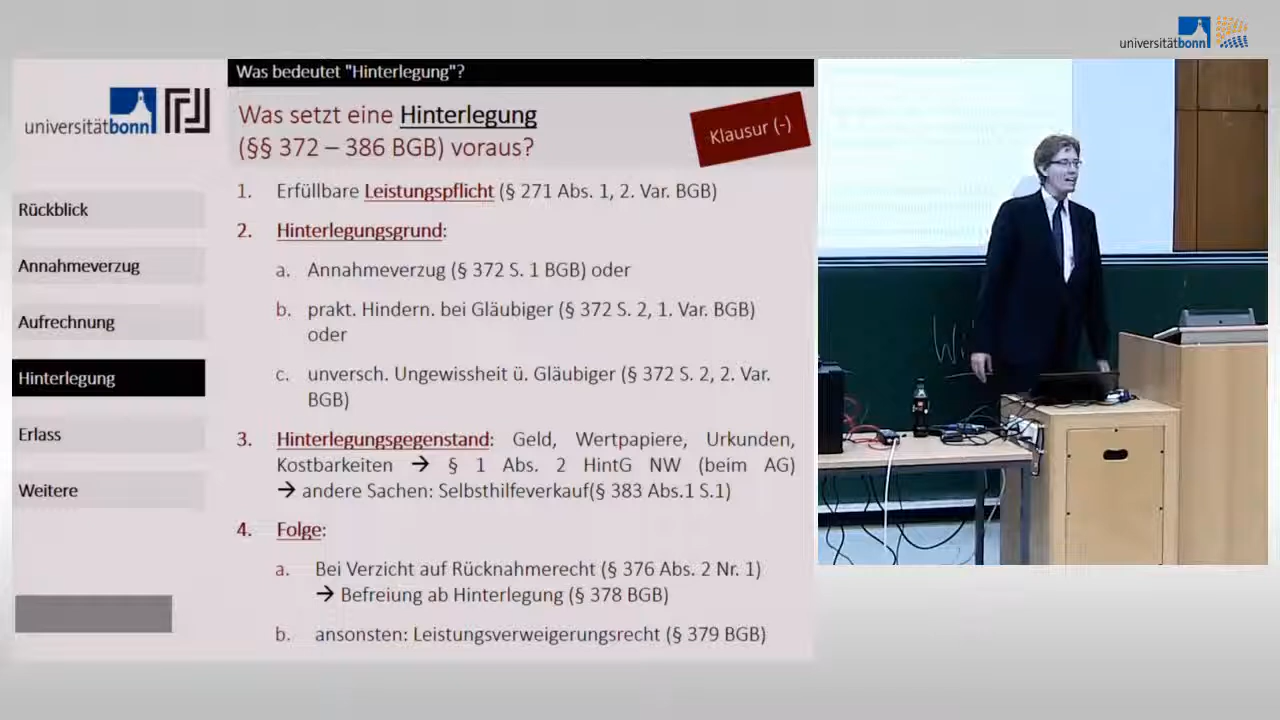 universitätbonn
Was bedeutet "Hinterlegung"?
universitätbonn
Was setzt eine Hinterlegung
(§§ 372 – 386 BGB) voraus?
Klausur (-)
Rückblick
Annahmeverzug
Aufrechnung
Hinterlegung
Erlass
Weitere
1. Erfüllbare Leistungspflicht (§ 271 Abs. 1, 2. Var. BGB)
2. Hinterlegungsgrund:
a. Annahmeverzug (§ 372 S. 1 BGB) oder
b. prakt. Hindern. bei Gläubiger (§ 372 S. 2, 1. Var. BGB)
oder
c. unversch. Ungewissheit ü. Gläubiger (§ 372 S. 2, 2. Var.
BGB)
3. Hinterlegungsgegenstand: Geld, Wertpapiere, Urkunden,
Kostbarkeiten → § 1 Abs. 2 HintG NW (beim AG)
→ andere Sachen: Selbsthilfeverkauf(§ 383 Abs.1 S.1)
4. Folge:
a. Bei Verzicht auf Rücknahmerecht (§ 376 Abs. 2 Nr. 1)
→ Befreiung ab Hinterlegung (§ 378 BGB)
b. ansonsten: Leistungsverweigerungsrecht (§ 379 BGB)